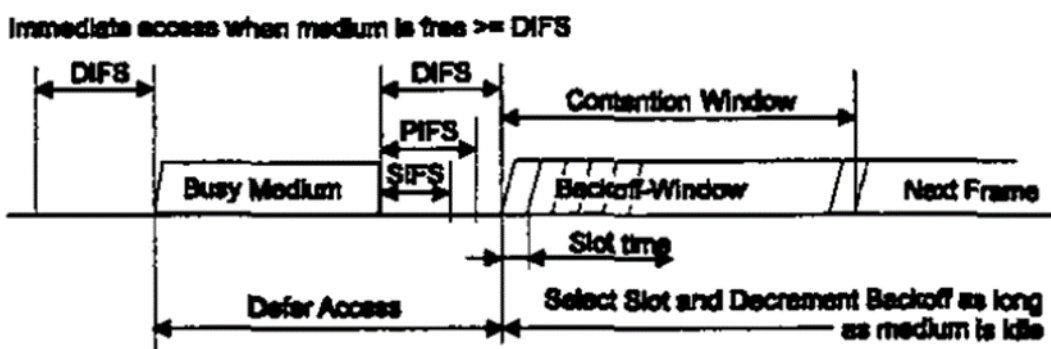 Immediate access when medium is free >= DIFS
DIFS
DIFS
Contention Window
PIFS
SIFS
Busy Medium
Backoff-Window
Next Frame
Slot time
Defer Access
Select Slot and Decrement Backoff as long
as medium is idle